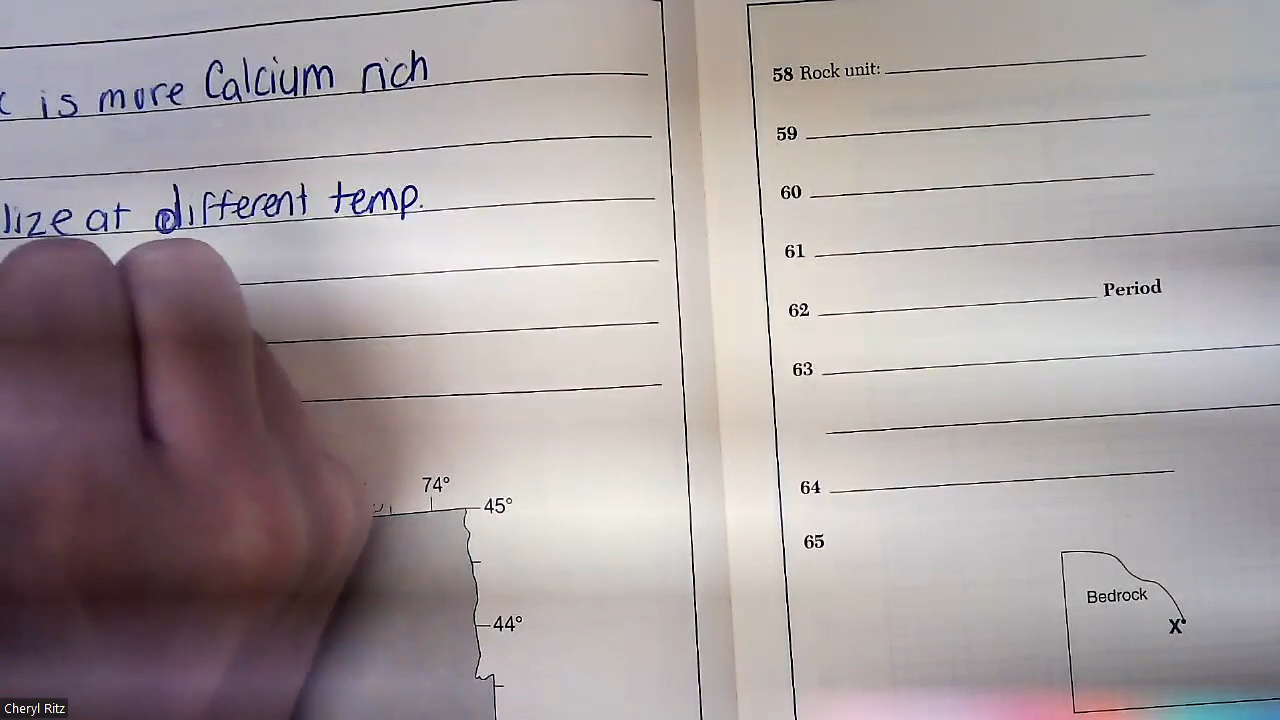 is more Calcium rich
lize at different temp.
74°
45°
44°
58 Rock unit:
59
60
61
62 Period
63
64
65
Bedrock
X
Cheryl Ritz